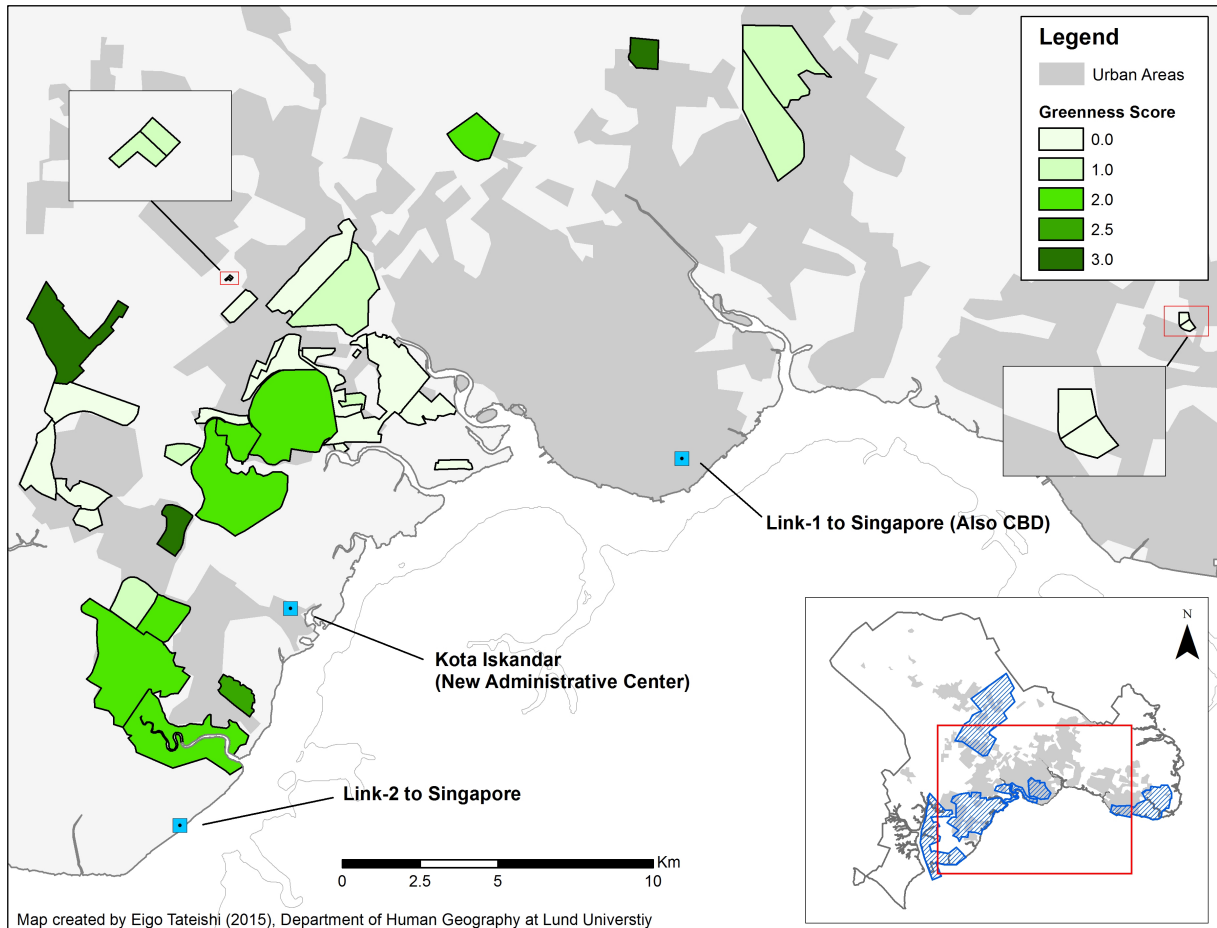 Legend
Urban Areas
Greenness Score
0.0
1.0
2.0
2.5
3.0
Link-1 to Singapore (Also CBD)
Kota Iskandar
(New Administrative Center)
Link-2 to Singapore
N
Km
0 2.5 5 10
Map created by Eigo Tateishi (2015), Department of Human Geography at Lund Universtiy